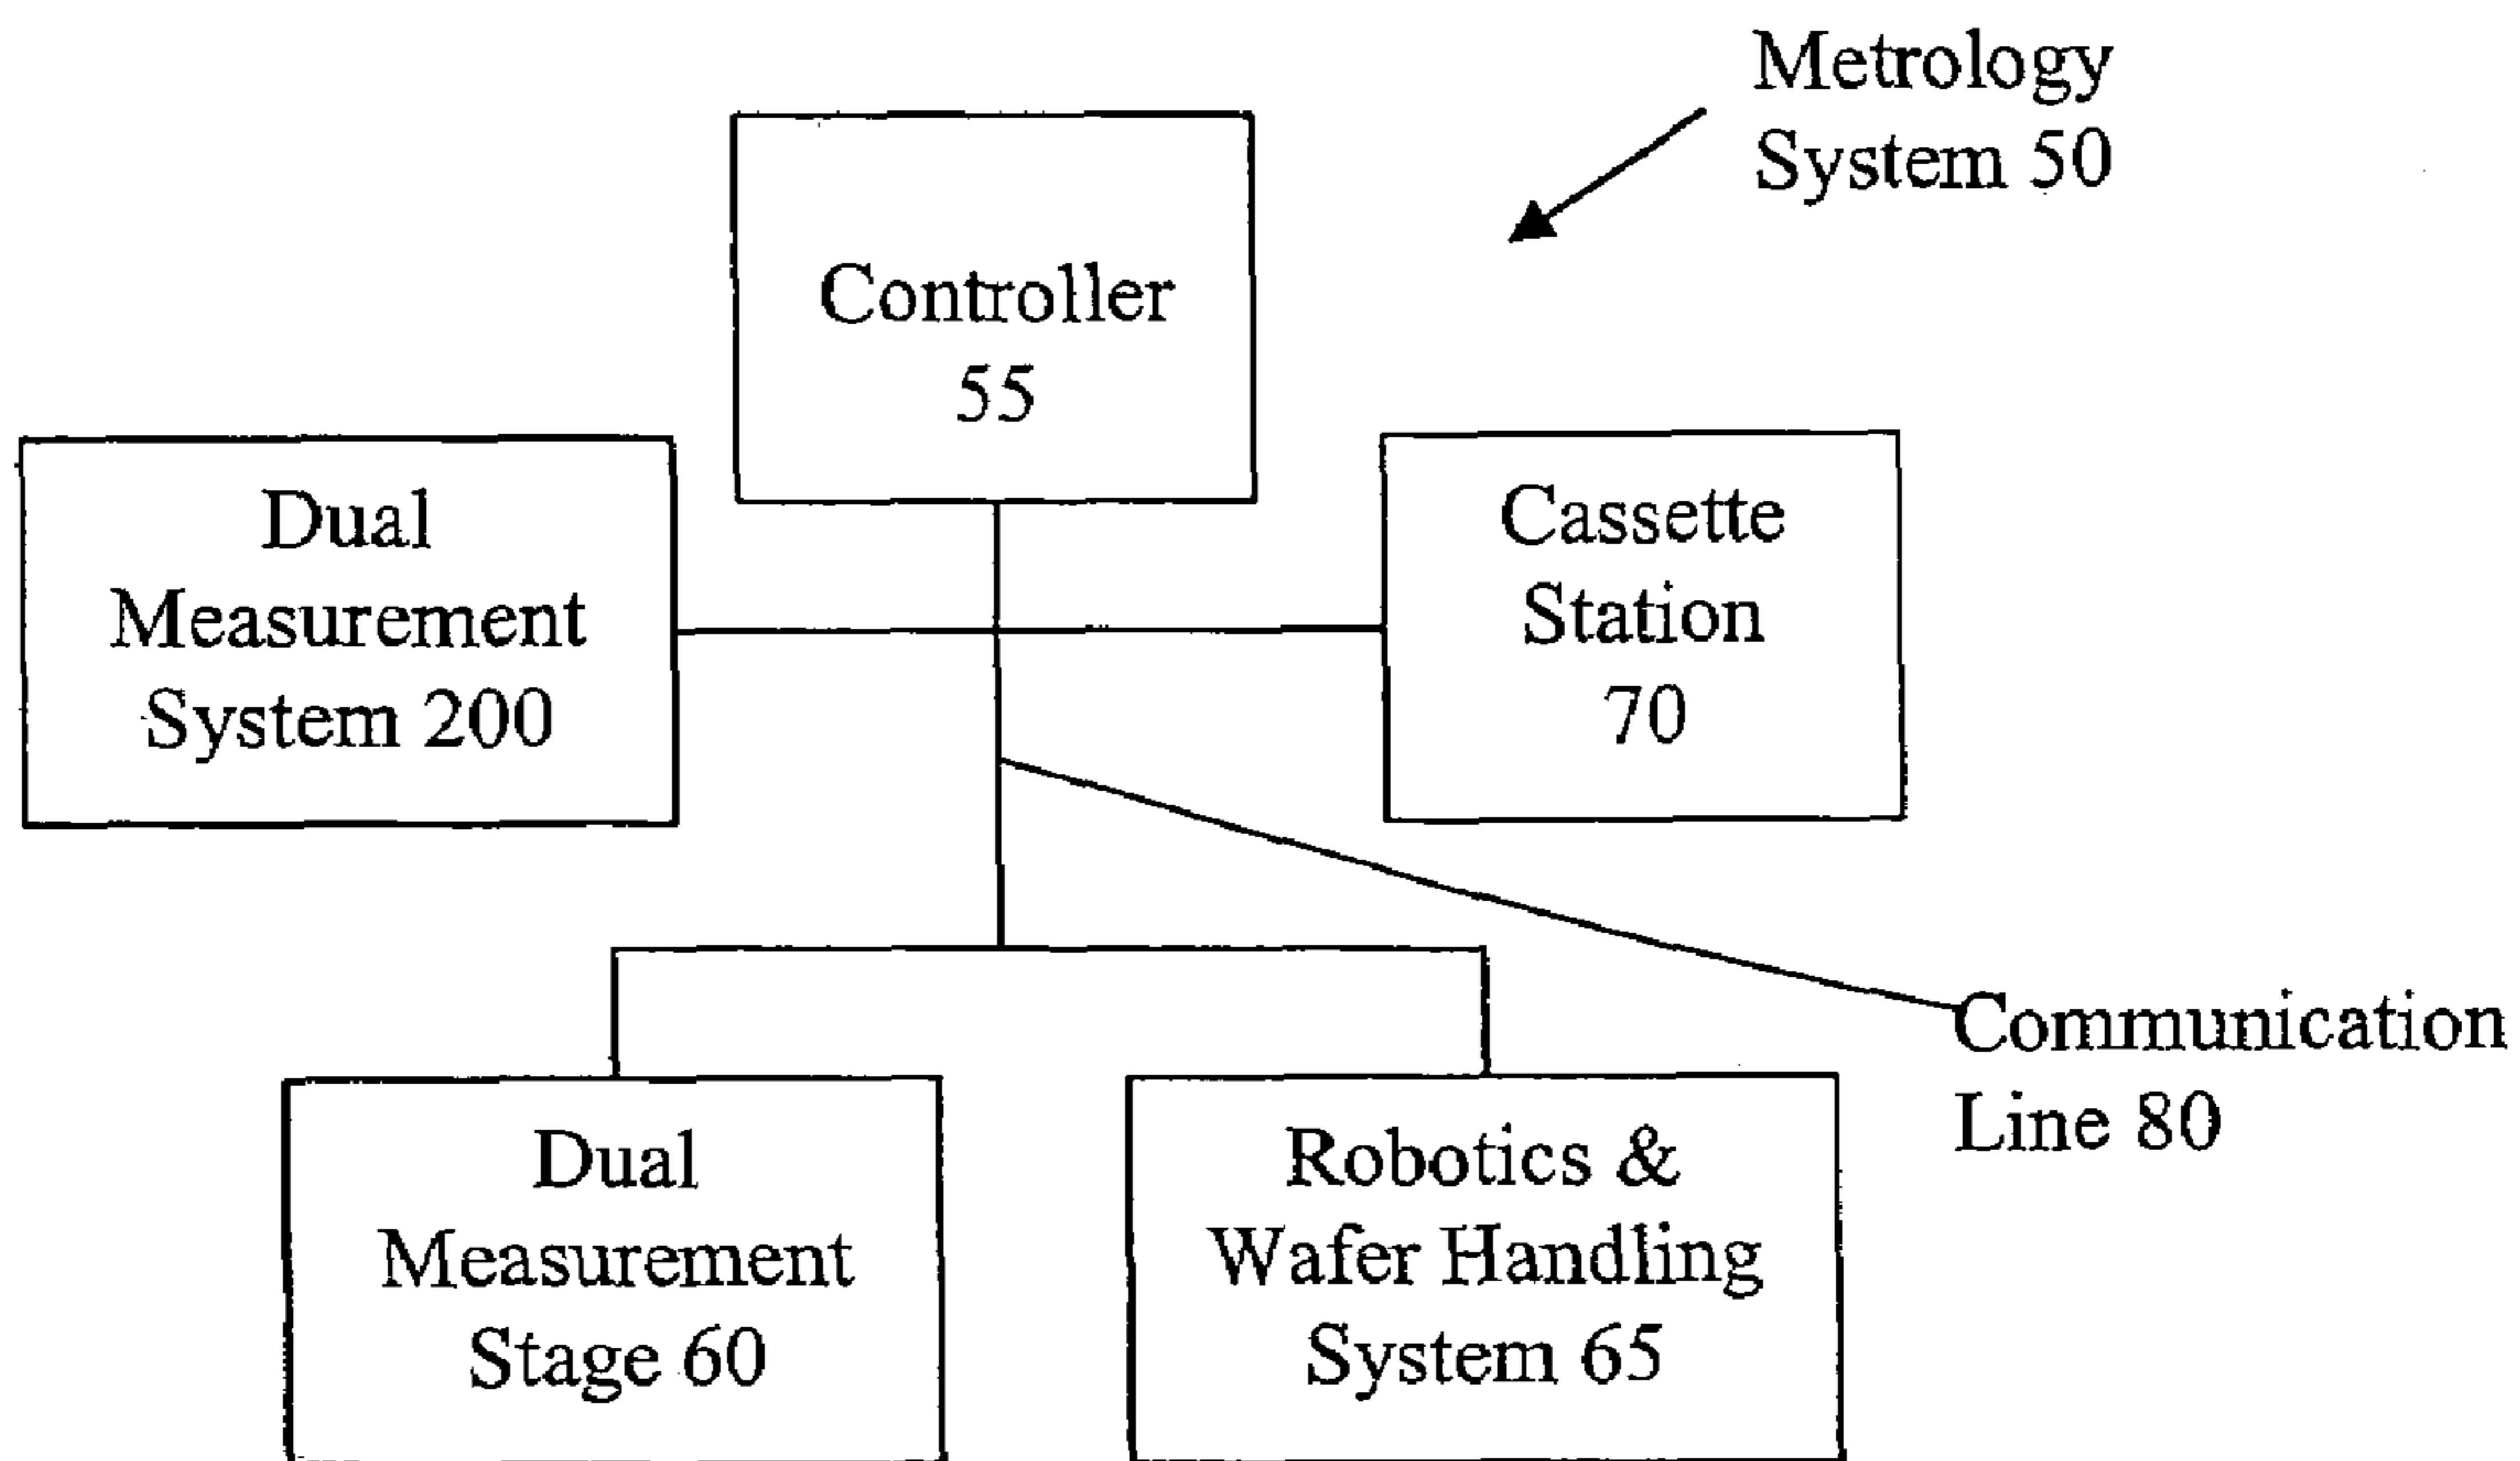 Metrology
System 50
Controller
55
Dual
Measurement
System 200
Cassette
Station
70
Communication
Line 80
Dual
Measurement
Stage 60
Robotics &
Wafer Handling
System 65